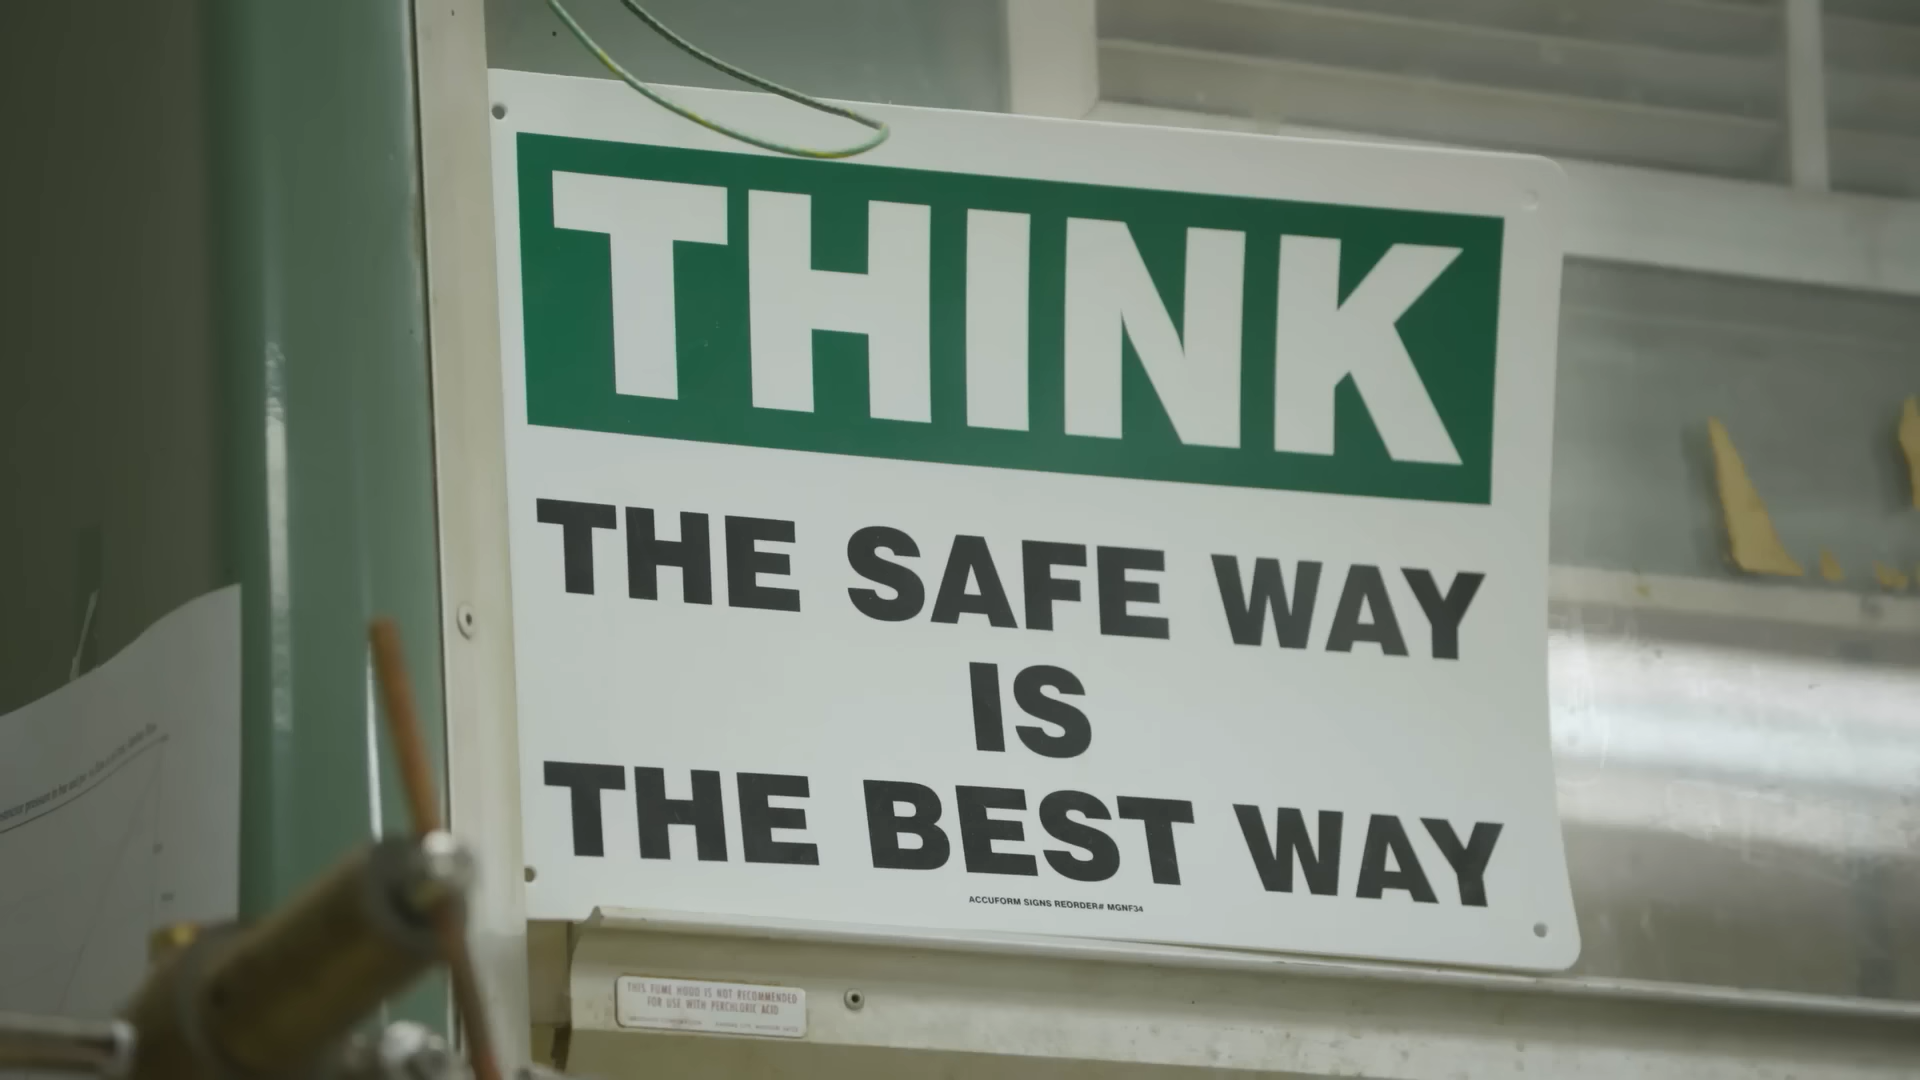 THINK
THE SAFE WAY
IS
THE BEST WAY
ACCUFORM SIGNS REORDER# MGNF34
THIS FUME HOOD IS NOT RECOMMENDED
FOR USE WITH PERCHLORIC ACID